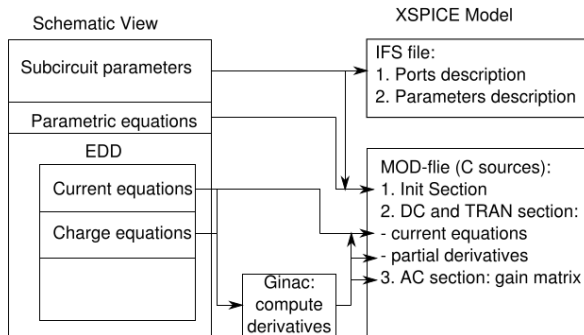 Schematic View
Subcircuit parameters
Parametric equations
EDD
Current equations
Charge equations
Ginac:
compute
derivatives
XSPICE Model
IFS file:
1. Ports description
2. Parameters description
MOD-flie (C sources):
1. Init Section
2. DC and TRAN section:
- current equations
- partial derivatives
3. AC section: gain matrix